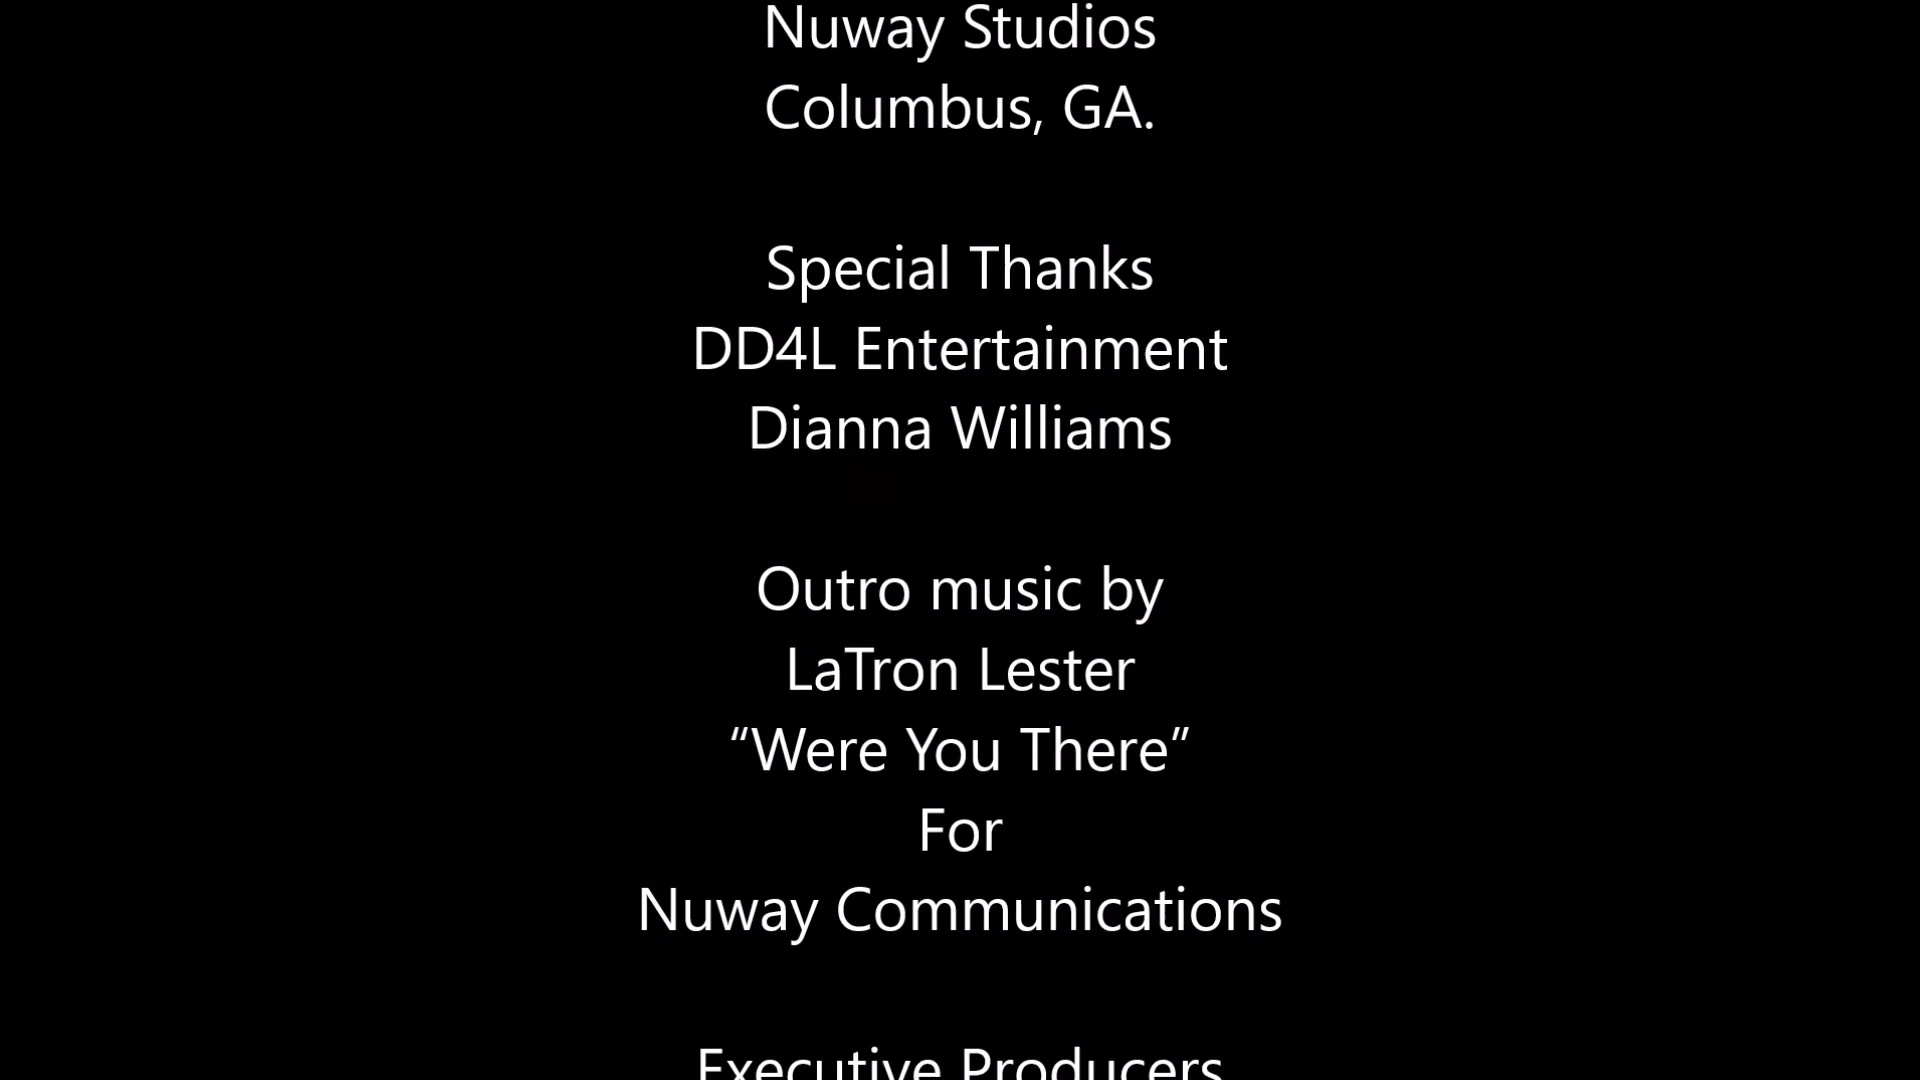 Nuway Studios
Columbus, GA.
Special Thanks
DD4L Entertainment
Dianna Williams
Outro music by
LaTron Lester
“Were You There”
For
Nuway Communications
Executive Producers